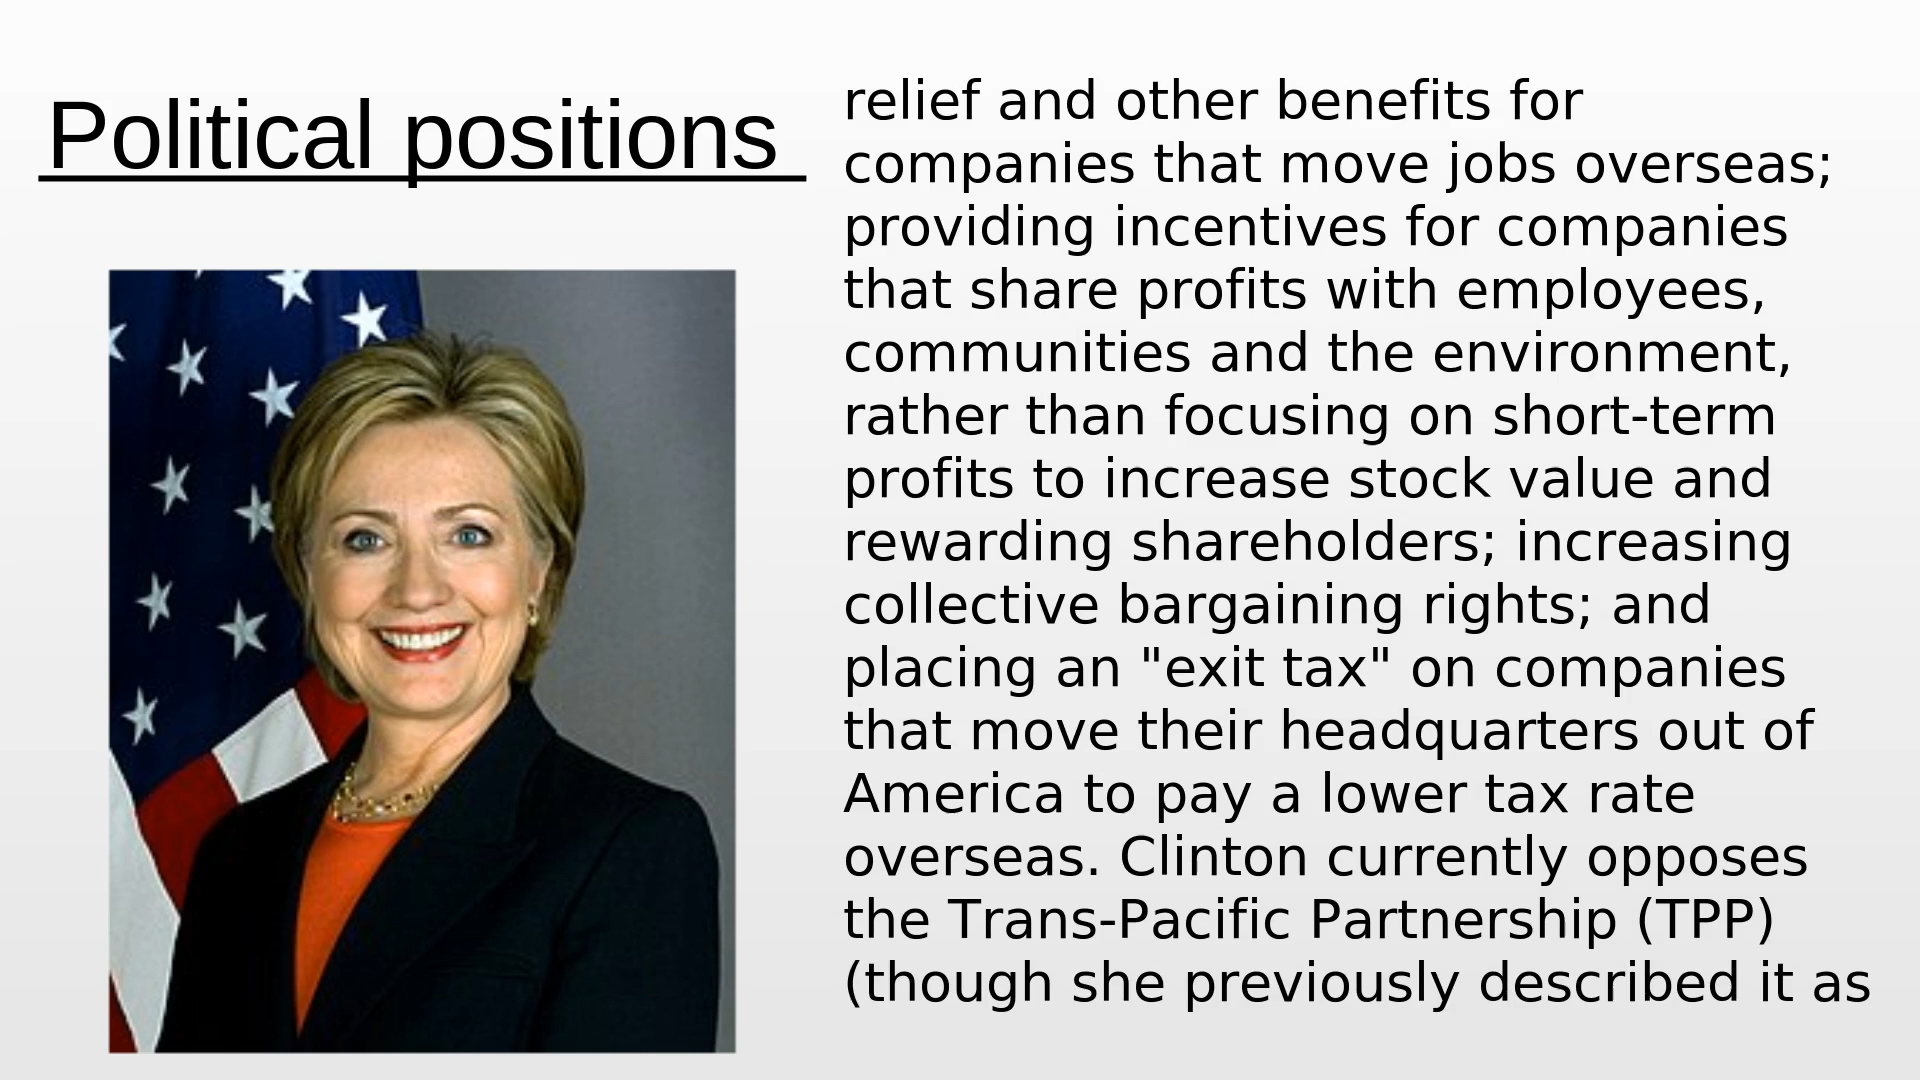 Political positions
relief and other benefits for
companies that move jobs overseas;
providing incentives for companies
that share profits with employees,
communities and the environment,
rather than focusing on short-term
profits to increase stock value and
rewarding shareholders; increasing
collective bargaining rights; and
placing an "exit tax" on companies
that move their headquarters out of
America to pay a lower tax rate
overseas. Clinton currently opposes
the Trans-Pacific Partnership (TPP)
(though she previously described it as